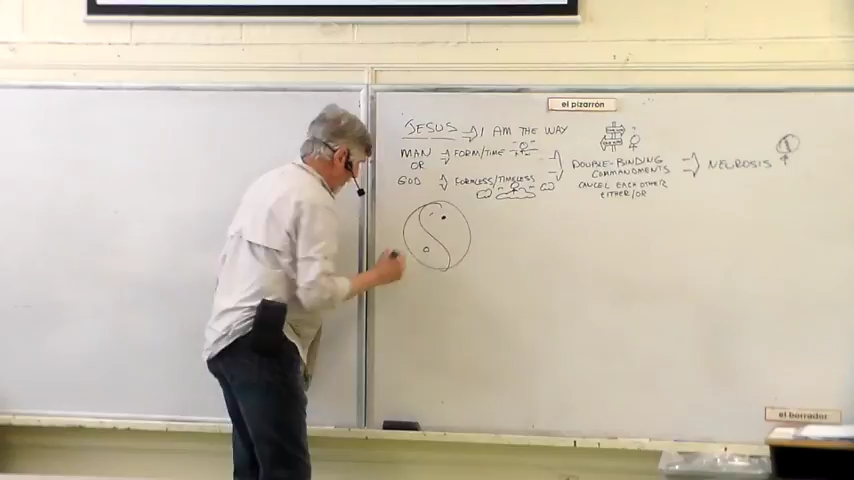 el pizarrón
JESUS → I AM THE WAY
MAN → FORM/TIME
OR
GOD → FORMLESS/TIMELESS
→ DOUBLE-BINDING
COMMANDMENTS
CANCEL EACH OTHER
EITHER/OR
→ NEUROSIS
el borrador